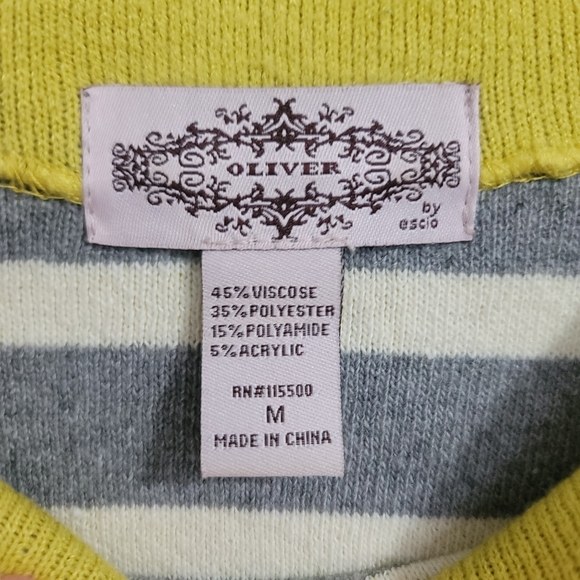 OLIVER
by
escio
45% VISCOSE
35% POLYESTER
15% POLYAMIDE
5% ACRYLIC
RN#115500
M
MADE IN CHINA